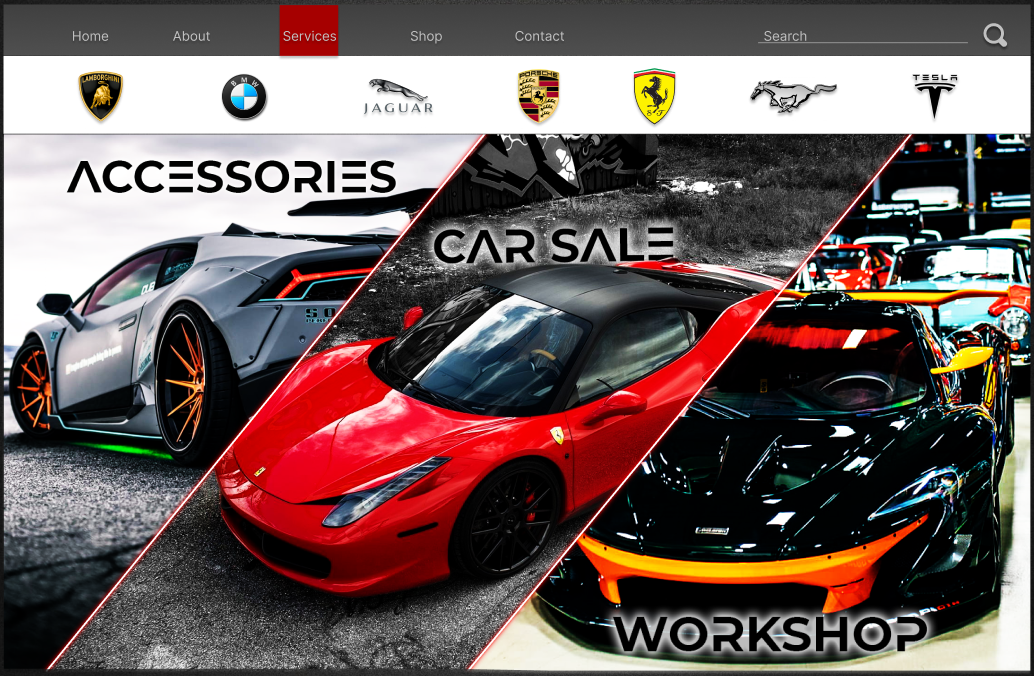 Home About Services Shop Contact Search
LAMBORGHINI BMW JAGUAR PORSCHE S F TESLA
ACCESSORIES
CAR SALE
WORKSHOP